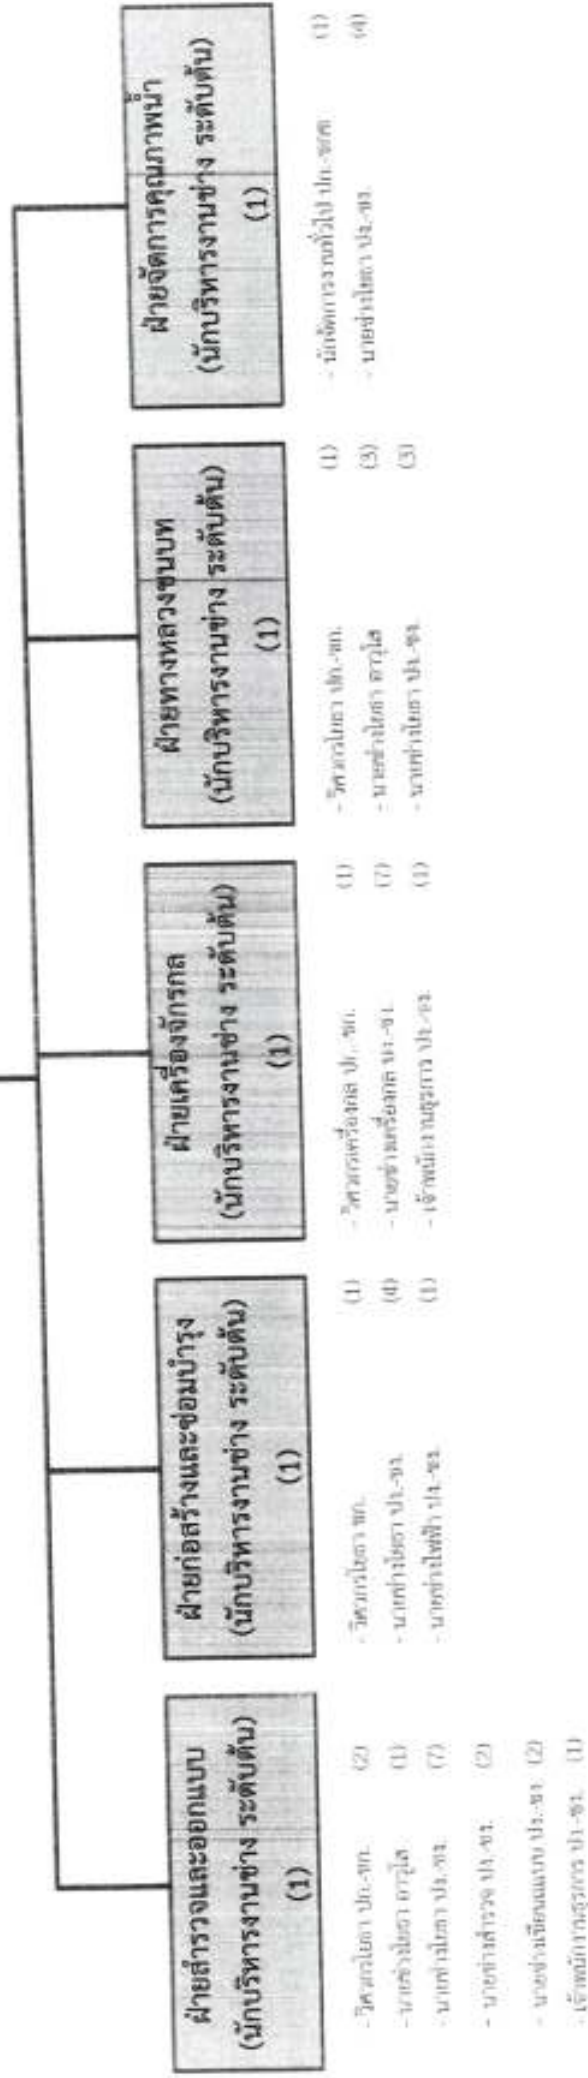 ฝ่ายสำรวจและออกแบบ
(นักบริหารงานช่าง ระดับต้น)
(1)
- วิศวกรโยธา ปก.-ชก. (2)
- นายช่างโยธา อาวุโส (1)
- นายช่างโยธา ปง.-ชง. (7)
- นายช่างสำรวจ ปง.-ชง. (2)
- นายช่างเขียนแบบ ปง.-ชง (2)
- เจ้าพนักงานธุรการ ปง.-ชง. (1)
ฝ่ายก่อสร้างและซ่อมบำรุง
(นักบริหารงานช่าง ระดับต้น)
(1)
- วิศวกรโยธา ชก. (1)
- นายช่างโยธา ปง.-ชง. (4)
- นายช่างไฟฟ้า ปง.-ชง. (1)
ฝ่ายเครื่องจักรกล
(นักบริหารงานช่าง ระดับต้น)
(1)
- วิศวกรเครื่องกล ปก.-ชก. (1)
- นายช่างเครื่องกล ปง.-ชง. (7)
- เจ้าพนักงานธุรการ ปง.-ชง. (1)
ฝ่ายทางหลวงชนบท
(นักบริหารงานช่าง ระดับต้น)
(1)
- วิศวกรโยธา ปก.-ชก. (1)
- นายช่างโยธา อาวุโส (3)
- นายช่างโยธา ปง.-ชง. (3)
ฝ่ายจัดการคุณภาพน้ำ
(นักบริหารงานช่าง ระดับต้น)
(1)
- นักจัดการงานทั่วไป ปก.-ชกพ (1)
- นายช่างโยธา ปง.-ชง. (4)